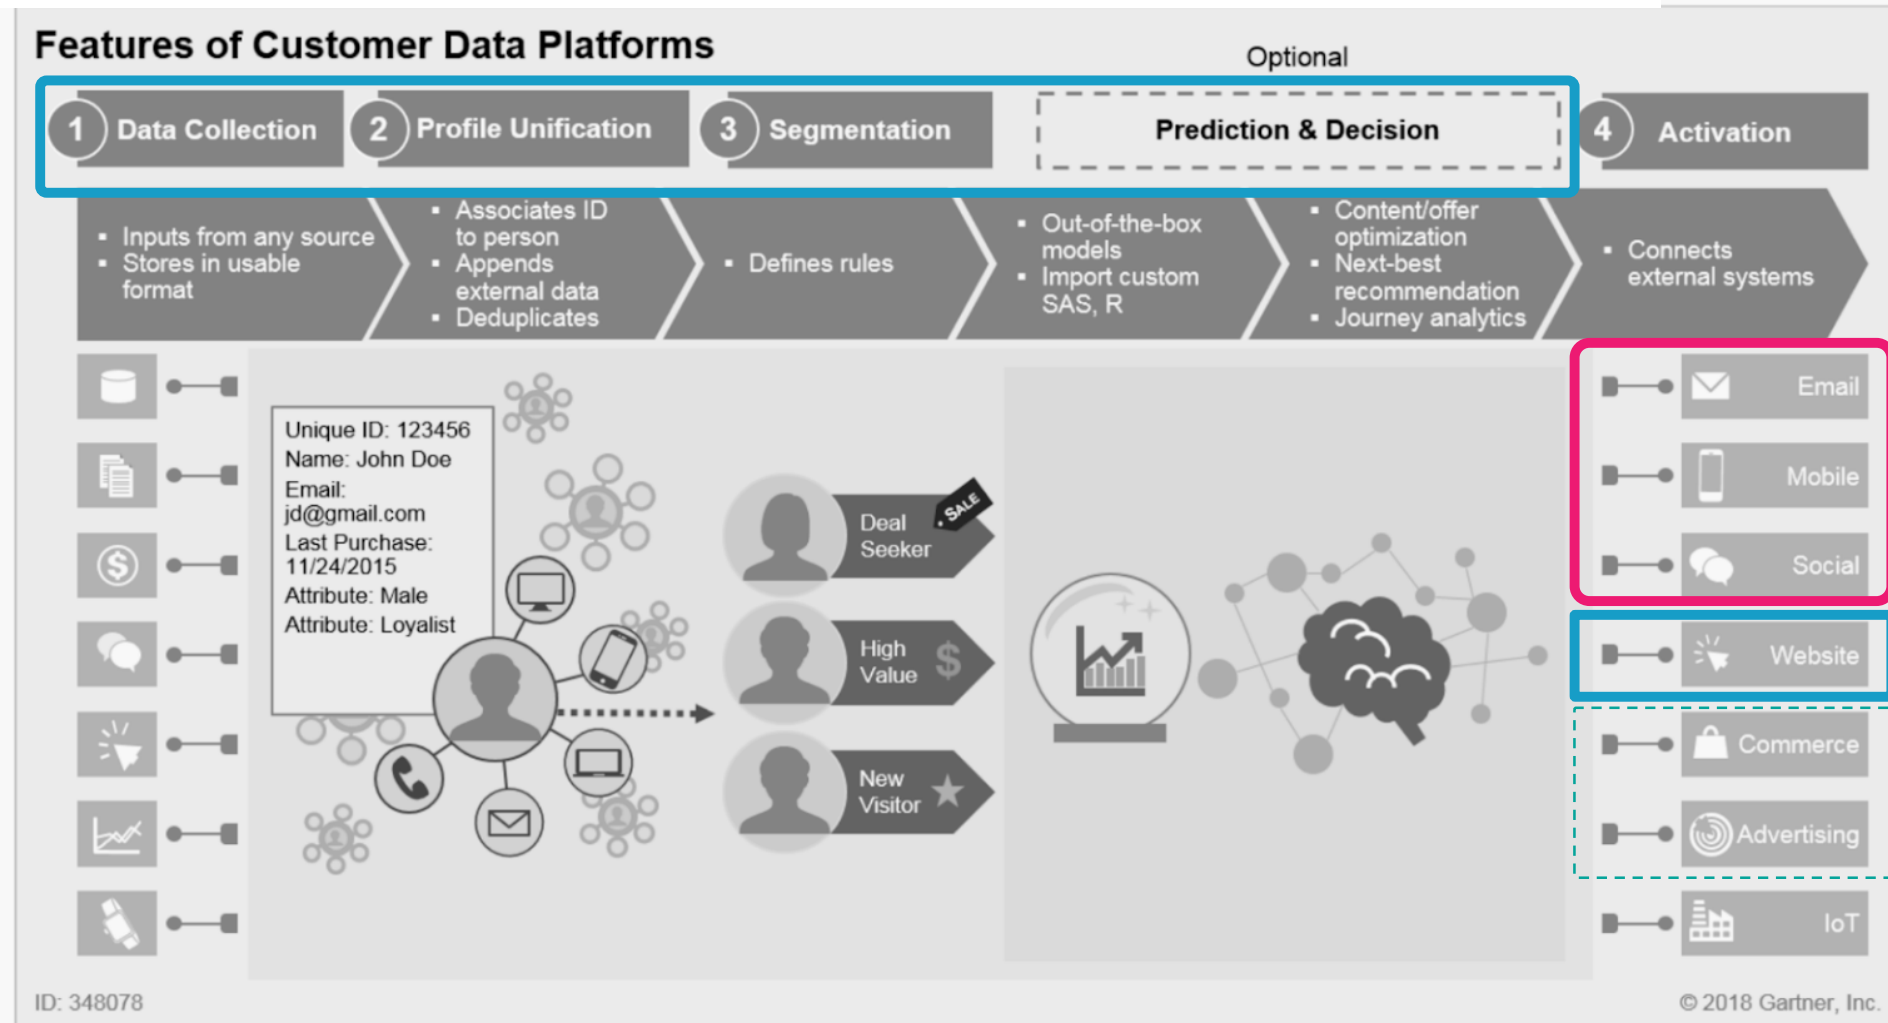 Features of Customer Data Platforms
Optional
1 Data Collection
2 Profile Unification
3 Segmentation
Prediction & Decision
4 Activation
▪ Inputs from any source
▪ Stores in usable
format
▪ Associates ID
to person
▪ Appends
external data
▪ Deduplicates
▪ Defines rules
▪ Out-of-the-box
models
▪ Import custom
SAS, R
▪ Content/offer
optimization
▪ Next-best
recommendation
▪ Journey analytics
▪ Connects
external systems
Unique ID: 123456
Name: John Doe
Email:
jd@gmail.com
Last Purchase:
11/24/2015
Attribute: Male
Attribute: Loyalist
Deal
Seeker
SALE
High
Value
$
New
Visitor
$
Email
Mobile
Social
Website
Commerce
Advertising
IoT
ID: 348078
© 2018 Gartner, Inc.